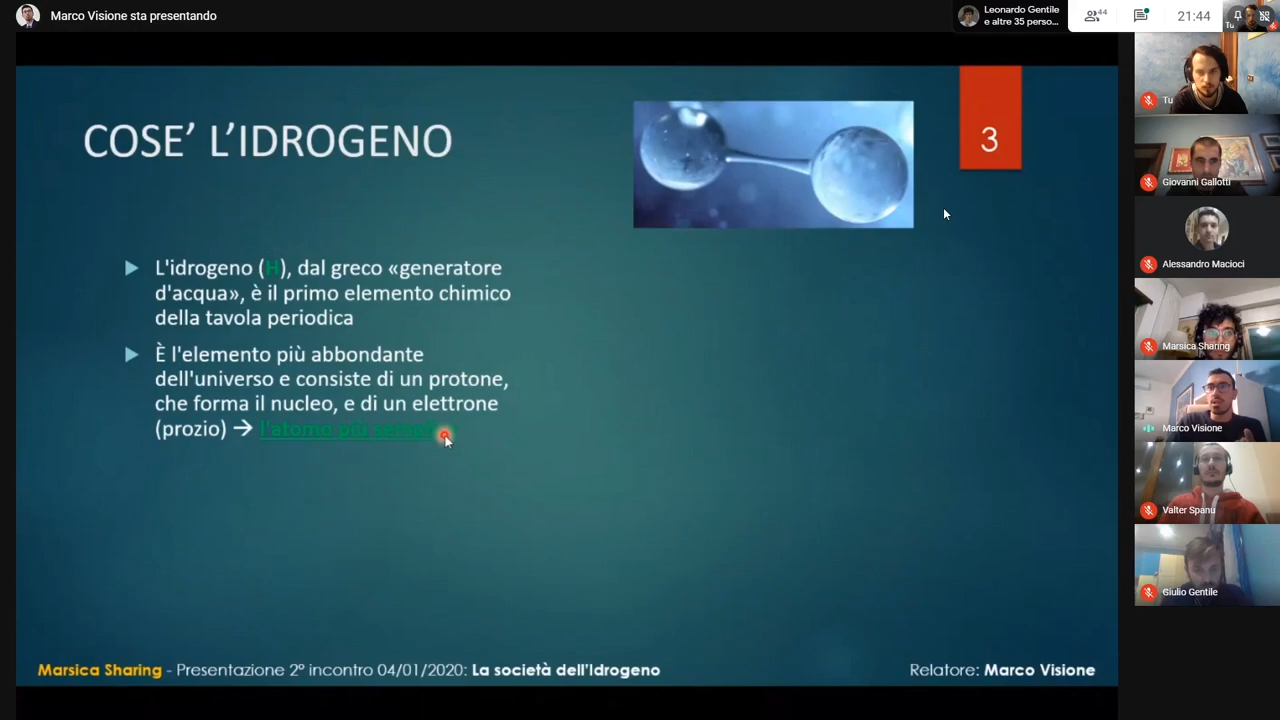 Marco Visione sta presentando
Leonardo Gentile
e altre 35 perso...
44
21:44
Tu
COSE' L'IDROGENO
3
L'idrogeno (H), dal greco «generatore
d'acqua», è il primo elemento chimico
della tavola periodica
È l'elemento più abbondante
dell'universo e consiste di un protone,
che forma il nucleo, e di un elettrone
(prozio) → l'atomo più
Marsica Sharing - Presentazione 2° incontro 04/01/2020: La società dell'Idrogeno
Relatore: Marco Visione
Tu
Giovanni Gallotti
Alessandro Macioci
Marsica Sharing
Marco Visione
Valter Spanu
Giulio Gentile